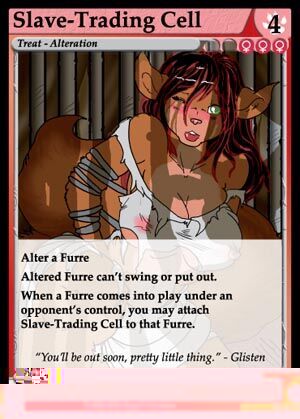 Slave-Trading Cell
4
Treat - Alteration
Alter a Furre
Altered Furre can't swing or put out.
When a Furre comes into play under an
opponent's control, you may attach
Slave-Trading Cell to that Furre.
"You'll be out soon, pretty little thing." - Glisten